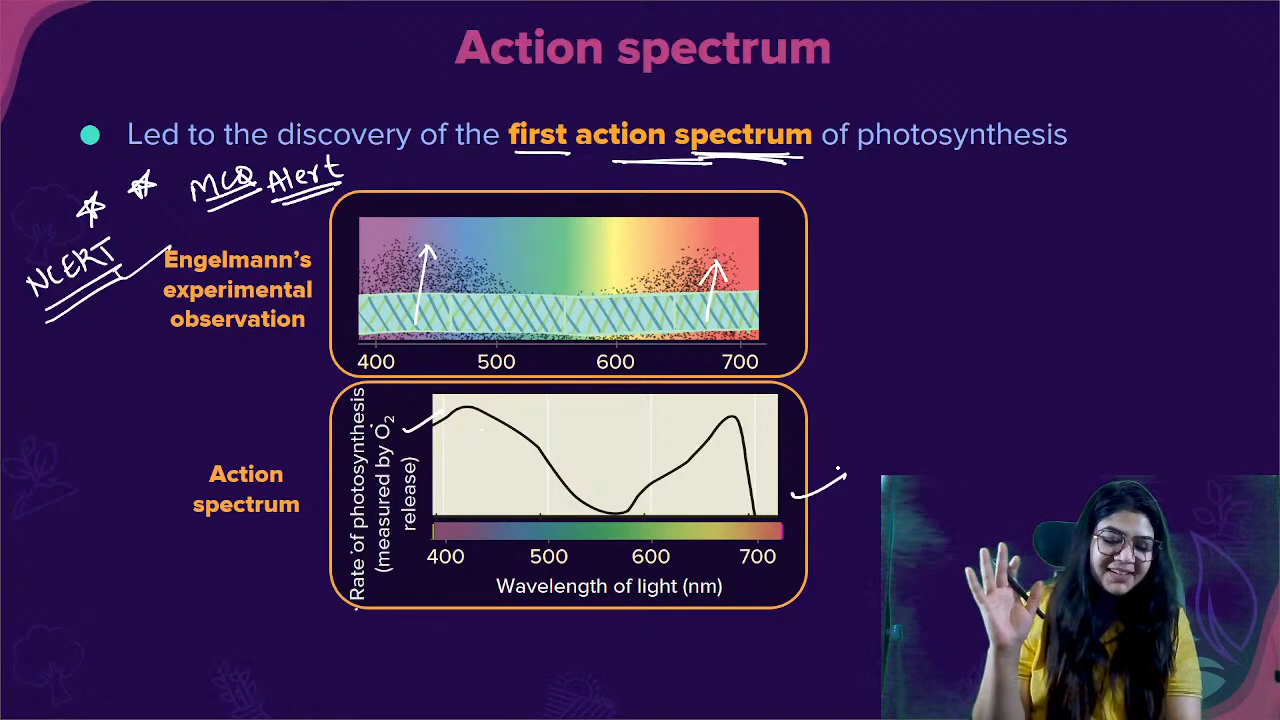 Action spectrum
Led to the discovery of the first action spectrum of photosynthesis
MCQ Alert
NCERT
Engelmann's
experimental
observation
400 500 600 700
Action
spectrum
Rate of photosynthesis
(measured by O₂
release)
400 500 600 700
Wavelength of light (nm)